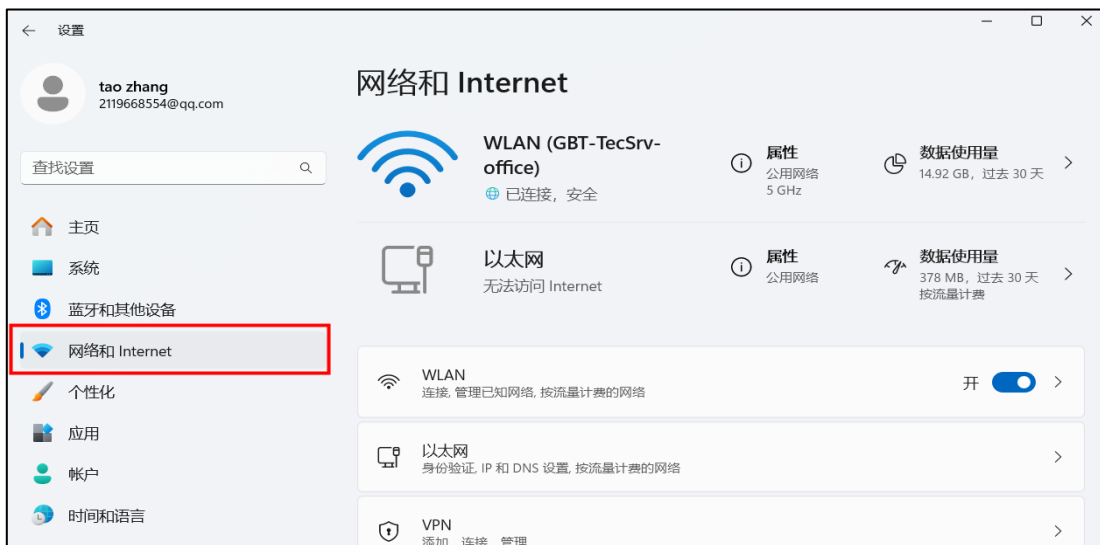 设置
tao zhang
2119668554@qq.com
查找设置
主页
系统
蓝牙和其他设备
网络和 Internet
个性化
应用
帐户
时间和语言
网络和 Internet
WLAN (GBT-TecSrv-
office)
已连接，安全
属性
公用网络
5 GHz
数据使用量
14.92 GB，过去 30 天
以太网
无法访问 Internet
属性
公用网络
数据使用量
378 MB，过去 30 天
按流量计费
WLAN
连接, 管理已知网络, 按流量计费的网络
开
以太网
身份验证, IP 和 DNS 设置, 按流量计费的网络
VPN
添加、连接、管理